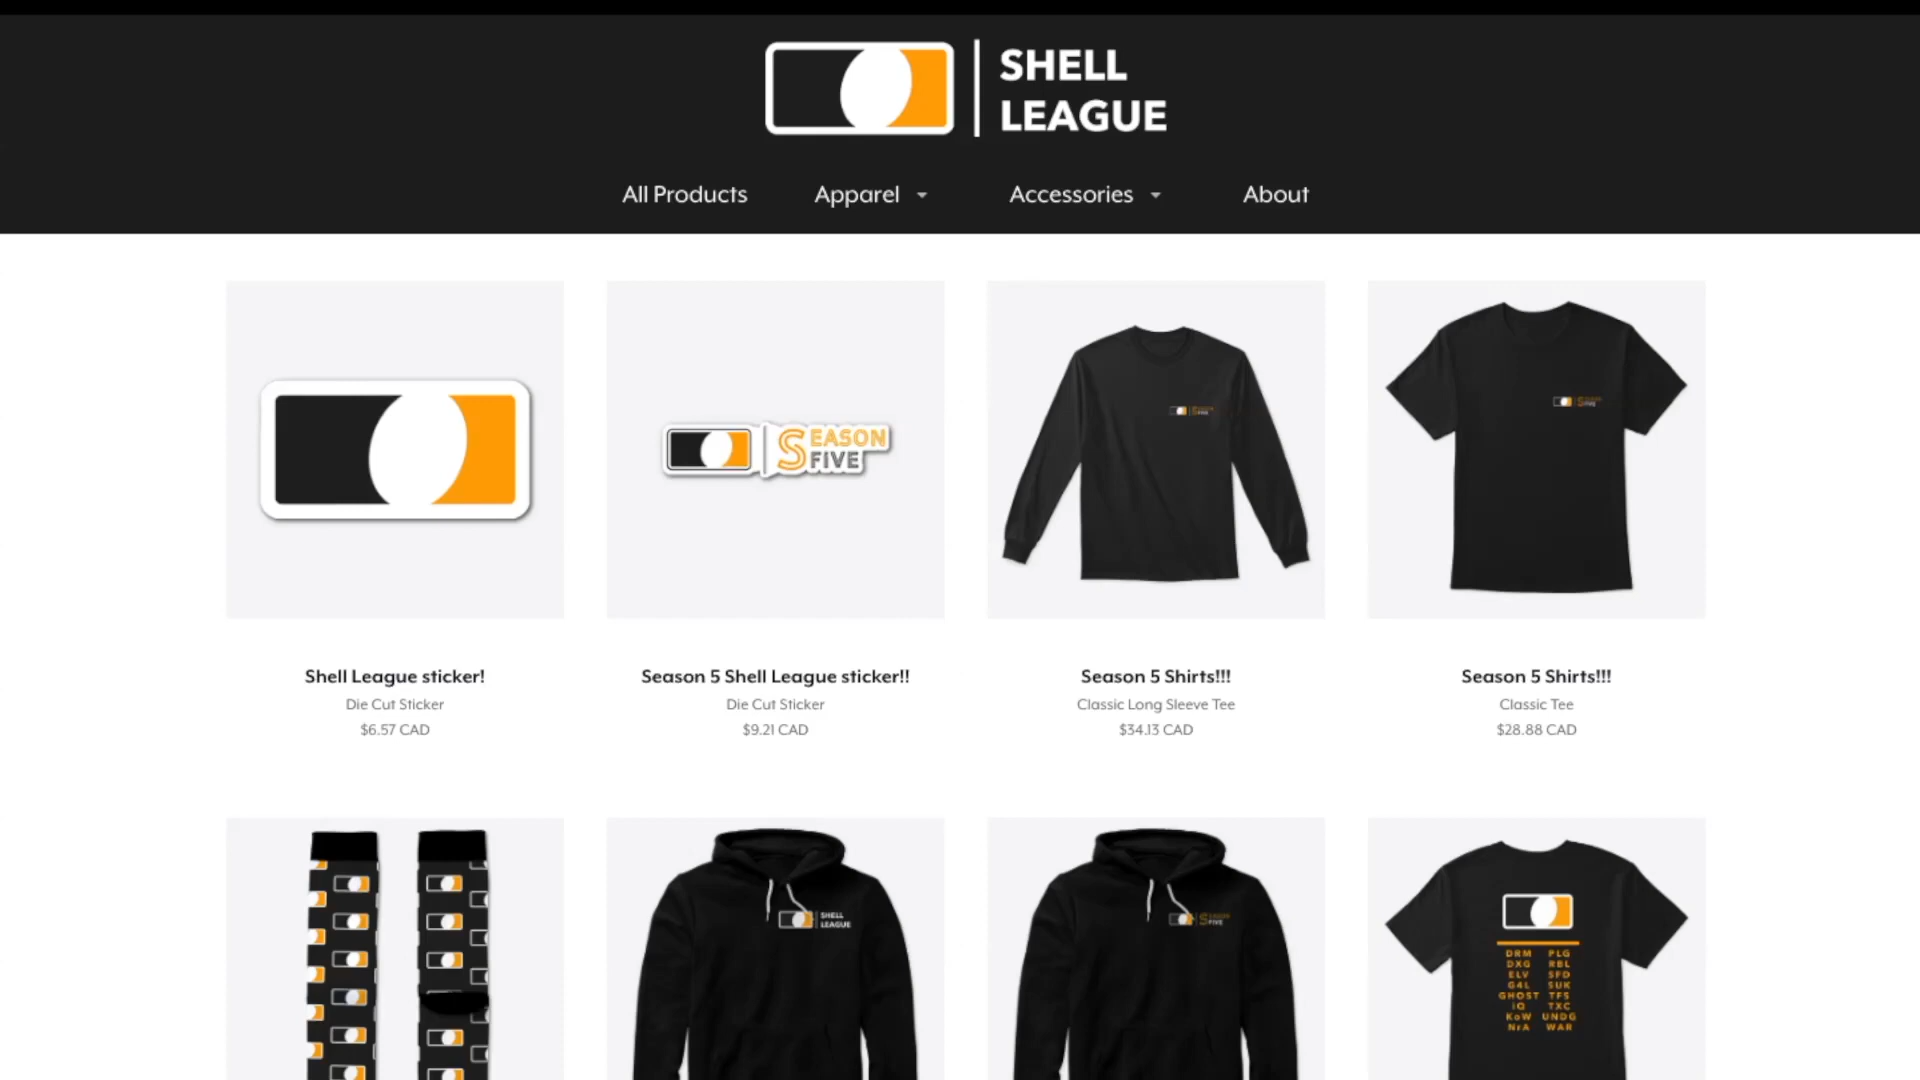 SHELL
LEAGUE
All Products
Apparel
Accessories
About
SEASON
FIVE
Shell League sticker!
Die Cut Sticker
$6.57 CAD
Season 5 Shell League sticker!!
Die Cut Sticker
$9.21 CAD
Season 5 Shirts!!!
Classic Long Sleeve Tee
$34.13 CAD
Season 5 Shirts!!!
Classic Tee
$28.88 CAD
SHELL
LEAGUE
SEASON
FIVE
DRM PLG
DXG RBL
ELV SFD
G4L SUK
GHOST TFS
iQ TXC
KoW UNDG
NrA WAR